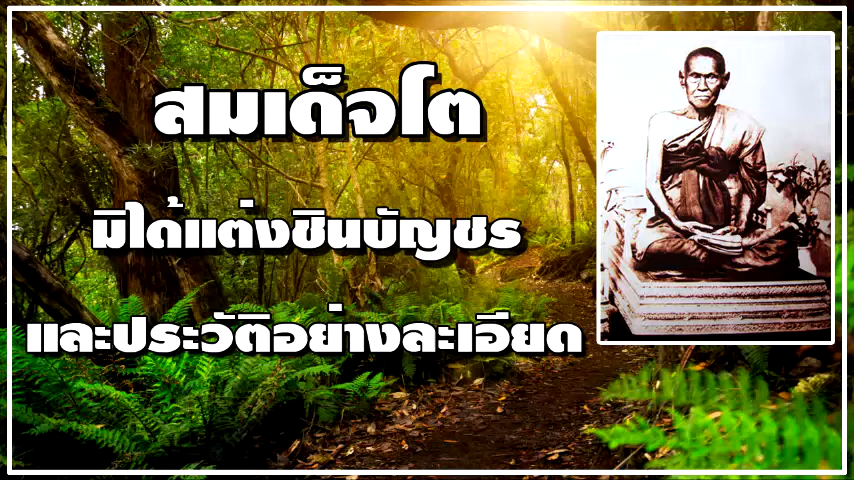 สมเด็จโต
มิได้แต่งชินบัญชร
และประวัติอย่างละเอียด